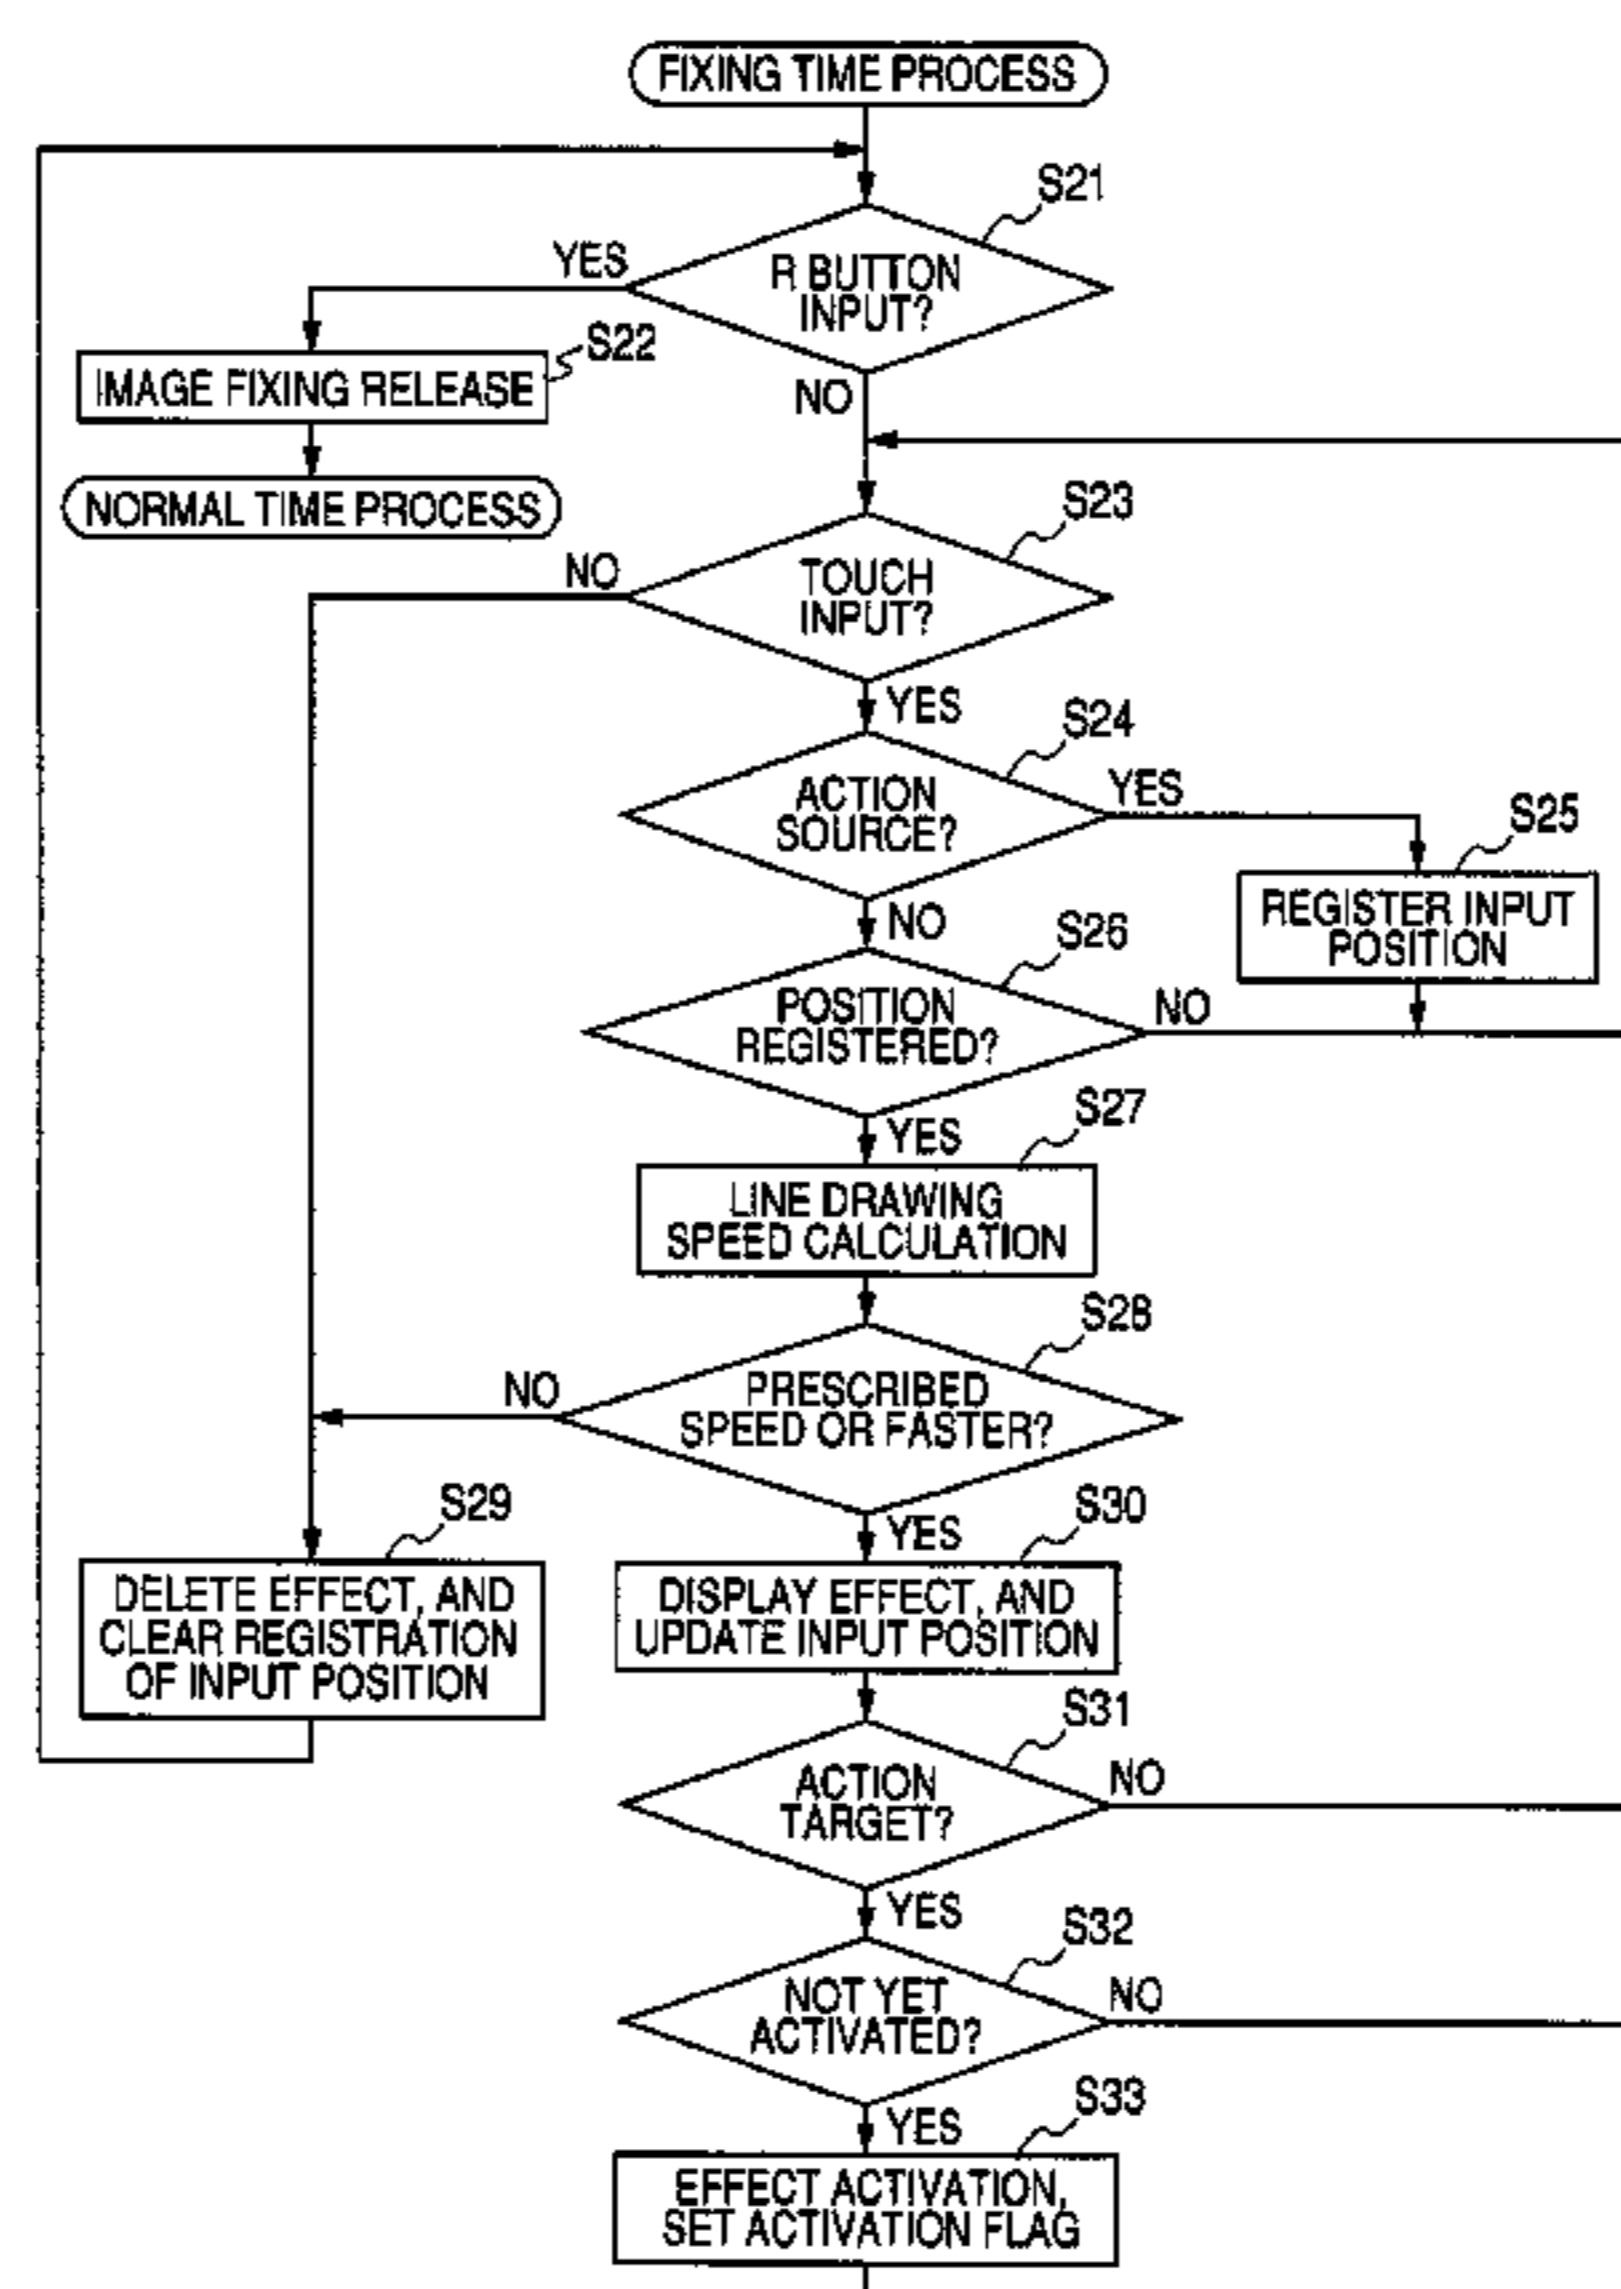 FIXING TIME PROCESS
S21
YES
R BUTTON
INPUT?
S22
IMAGE FIXING RELEASE
NO
NORMAL TIME PROCESS
S23
NO
TOUCH
INPUT?
YES
S24
ACTION
SOURCE?
YES
S25
REGISTER INPUT
POSITION
NO
S26
POSITION
REGISTERED?
NO
S27
YES
LINE DRAWING
SPEED CALCULATION
S28
NO
PRESCRIBED
SPEED OR FASTER?
S29
YES
S30
DELETE EFFECT, AND
CLEAR REGISTRATION
OF INPUT POSITION
DISPLAY EFFECT, AND
UPDATE INPUT POSITION
S31
ACTION
TARGET?
NO
YES
S32
NOT YET
ACTIVATED?
NO
S33
YES
EFFECT ACTIVATION,
SET ACTIVATION FLAG